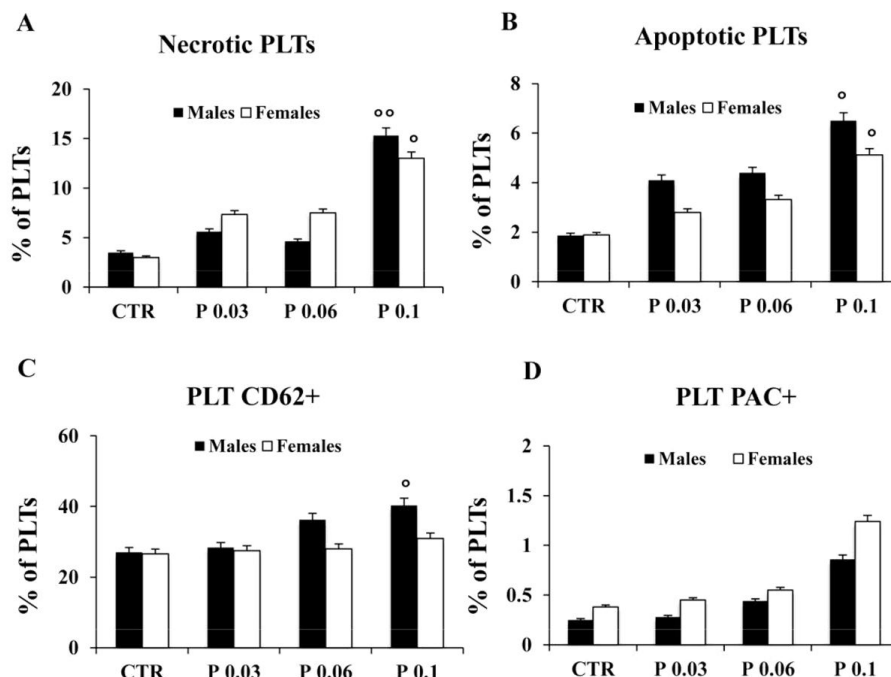 A
Necrotic PLTs
20
15
10
5
0
% of PLTs
Males Females
°°
°
CTR P 0.03 P 0.06 P 0.1
B
Apoptotic PLTs
8
6
4
2
0
% of PLTs
Males Females
°
°
CTR P 0.03 P 0.06 P 0.1
C
PLT CD62+
60
40
20
0
% of PLTs
Males Females
°
CTR P 0.03 P 0.06 P 0.1
D
PLT PAC+
2
1.5
1
0.5
0
% of PLTs
Males Females
CTR P 0.03 P 0.06 P 0.1